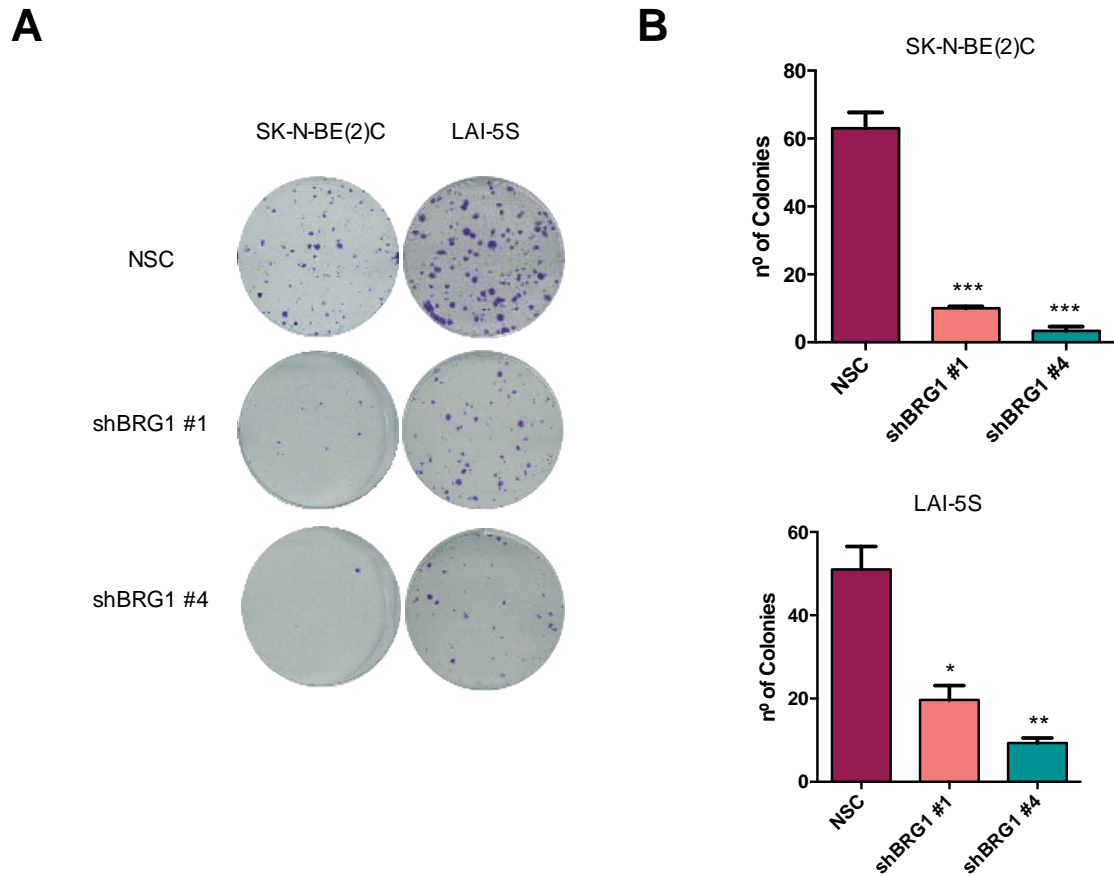 A
SK-N-BE(2)C LAI-5S
NSC
shBRG1 #1
shBRG1 #4
B
SK-N-BE(2)C
nº of Colonies
80
60
40
20
0
***
***
NSC
shBRG1 #1
shBRG1 #4
LAI-5S
nº of Colonies
60
40
20
0
*
**
NSC
shBRG1 #1
shBRG1 #4